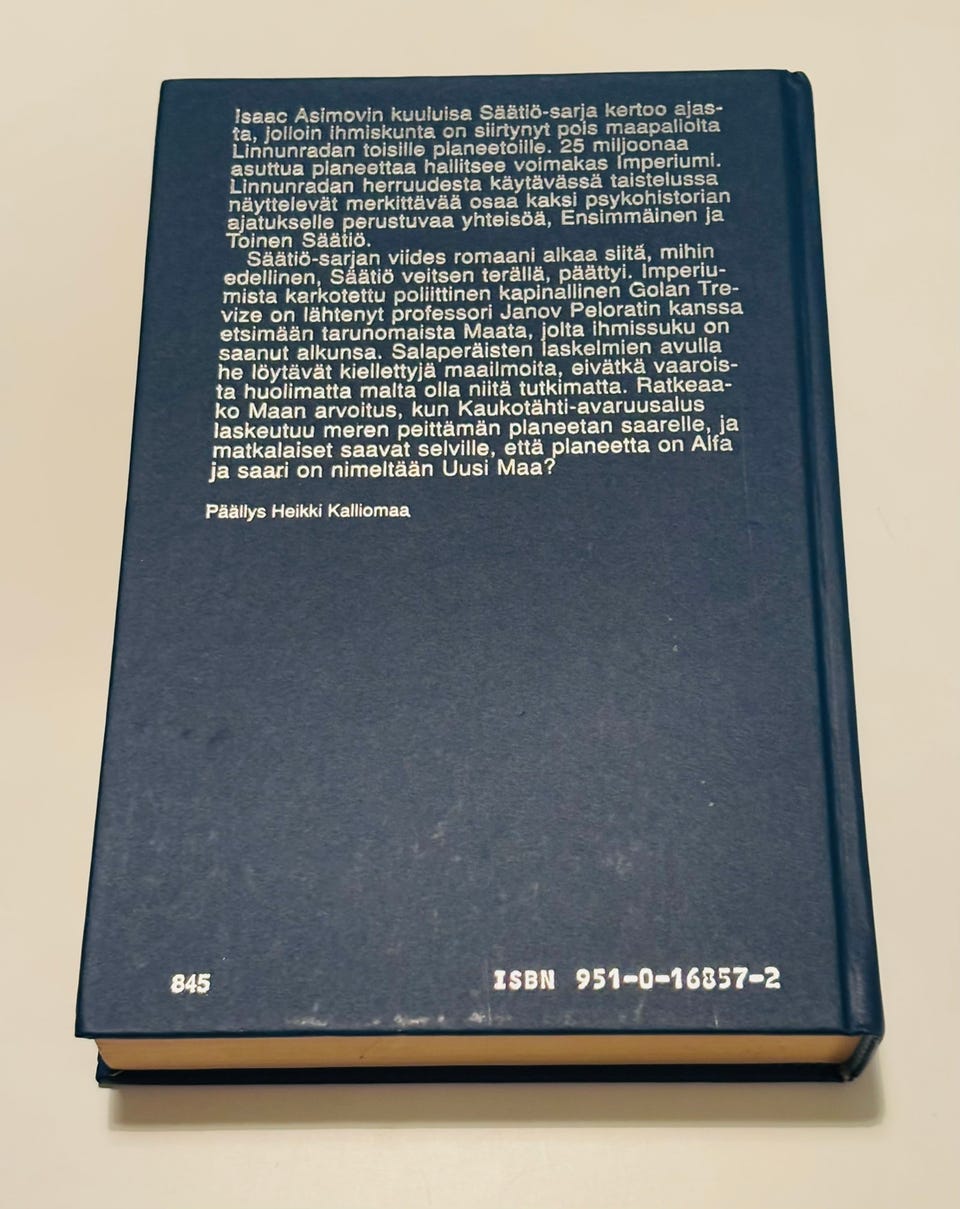 Isaac Asimovin kuuluisa Säätiö-sarja kertoo ajas-
ta, jolloin ihmiskunta on siirtynyt pois maapallolta
Linnunradan toisille planeetoille. 25 miljoonaa
asuttua planeettaa hallitsee voimakas Imperiumi.
Linnunradan herruudesta käytävässä taistelussa
näyttelevät merkittävää osaa kaksi psykohistorian
ajatukselle perustuvaa yhteisöä, Ensimmäinen ja
Toinen Säätiö.
Säätiö-sarjan viides romaani alkaa siitä, mihin
edellinen, Säätiö veitsen terällä, päättyi. Imperiu-
mista karkotettu poliittinen kapinallinen Golan Tre-
vize on lähtenyt professori Janov Peloratin kanssa
etsimään tarunomaista Maata, jolta ihmissuku on
saanut alkunsa. Salaperäisten laskelmien avulla
he löytävät kiellettyjä maailmoita, eivätkä vaarois-
ta huolimatta malta olla niitä tutkimatta. Ratkeaa-
ko Maan arvoitus, kun Kaukotähti-avaruusalus
laskeutuu meren peittämän planeetan saarelle, ja
matkalaiset saavat selville, että planeetta on Alfa
ja saari on nimeltään Uusi Maa?
Päällys Heikki Kalliomaa
845
ISBN 951-0-16857-2